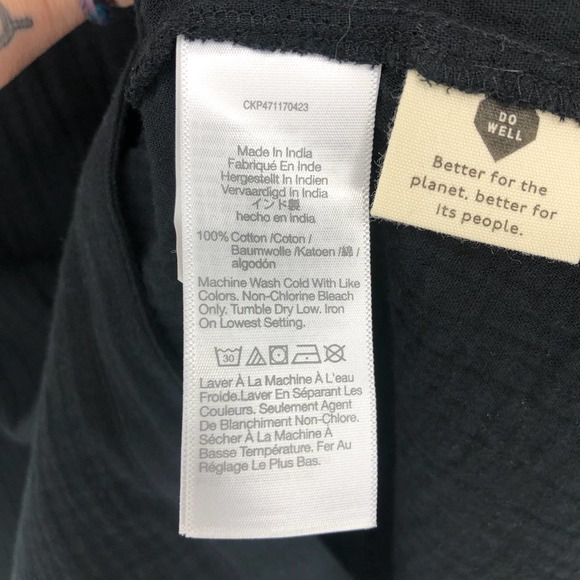 CKP471170423
Made In India
Fabriqué En Inde
Hergestellt In Indien
Vervaardigd In India
インド製
hecho en india
100% Cotton /Coton /
Baumwolle /Katoen /綿 /
algodón
Machine Wash Cold With Like
Colors. Non-Chlorine Bleach
Only. Tumble Dry Low. Iron
On Lowest Setting.
30
Laver À La Machine À L'eau
Froide.Laver En Séparant Les
Couleurs. Seulement Agent
De Blanchiment Non-Chlore.
Sécher À La Machine À
Basse Température. Fer Au
Réglage Le Plus Bas.
DO
WELL
Better for the
planet, better for
its people.